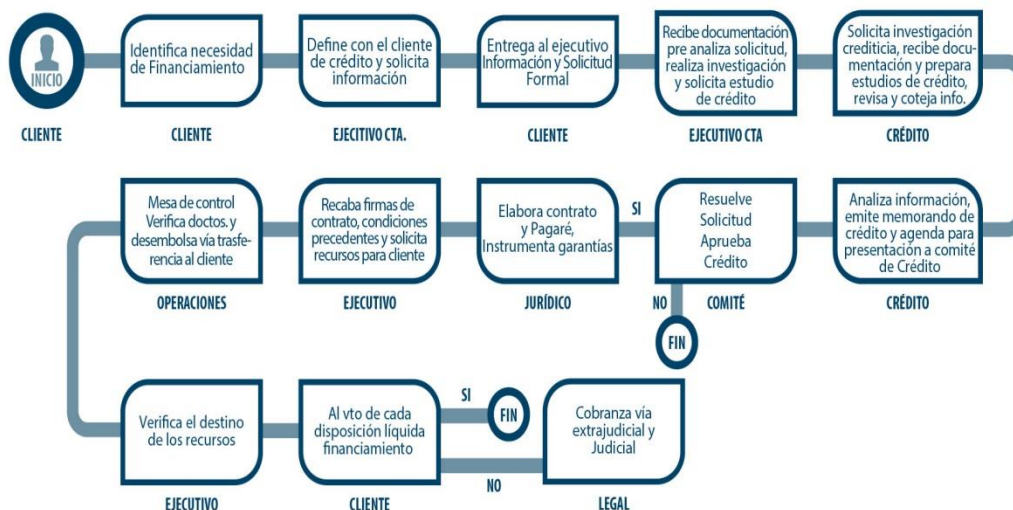 INICIO
CLIENTE
Identifica necesidad
de Financiamiento
CLIENTE
Define con el cliente
de crédito y solicita
información
EJECITIVO CTA.
Entrega al ejecutivo
Información y Solicitud
Formal
CLIENTE
Recibe documentación
pre analiza solicitud,
realiza investigación
y solicita estudio
de crédito
EJECUTIVO CTA
Solicita investigación
crediticia, recibe docu-
mentación y prepara
estudios de crédito,
revisa y coteja info.
CRÉDITO
Analiza información,
emite memorando de
crédito y agenda para
presentación a comité
de Crédito
CRÉDITO
Resuelve
Solicitud
Aprueba
Crédito
COMITÉ
NO
FIN
SI
Elabora contrato
y Pagaré,
Instrumenta garantías
JURÍDICO
Recaba firmas de
contrato, condiciones
precedentes y solicita
recursos para cliente
EJECUTIVO
Mesa de control
Verifica doctos. y
desembolsa vía trasfe-
rencia al cliente
OPERACIONES
Verifica el destino
de los recursos
EJECUTIVO
Al vto de cada
disposición líquida
financiamiento
CLIENTE
SI
FIN
NO
Cobranza vía
extrajudicial y
Judicial
LEGAL